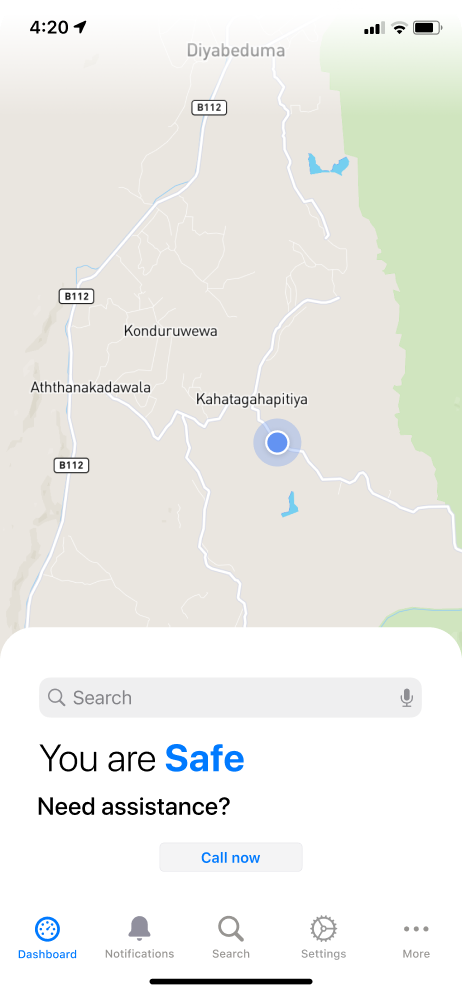 4:20
Diyabeduma
B112
B112
Konduruwewa
Aththanakadawala
Kahatagahapitiya
B112
Search
You are Safe
Need assistance?
Call now
Dashboard
Notifications
Search
Settings
More